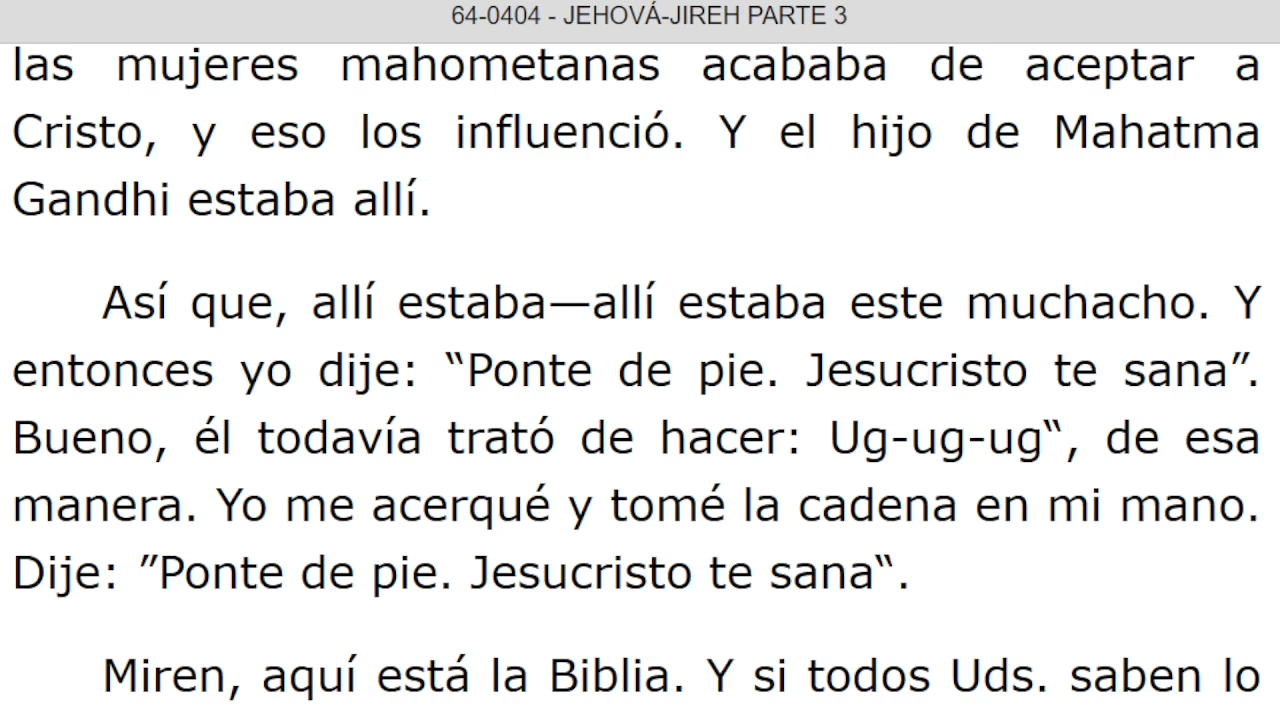 64-0404 - JEHOVÁ-JIREH PARTE 3
las mujeres mahometanas acababa de aceptar a
Cristo, y eso los influenció. Y el hijo de Mahatma
Gandhi estaba allí.
Así que, allí estaba—allí estaba este muchacho. Y
entonces yo dije: “Ponte de pie. Jesucristo te sana”.
Bueno, él todavía trató de hacer: Ug-ug-ug“, de esa
manera. Yo me acerqué y tomé la cadena en mi mano.
Dije: ”Ponte de pie. Jesucristo te sana“.
Miren, aquí está la Biblia. Y si todos Uds. saben lo